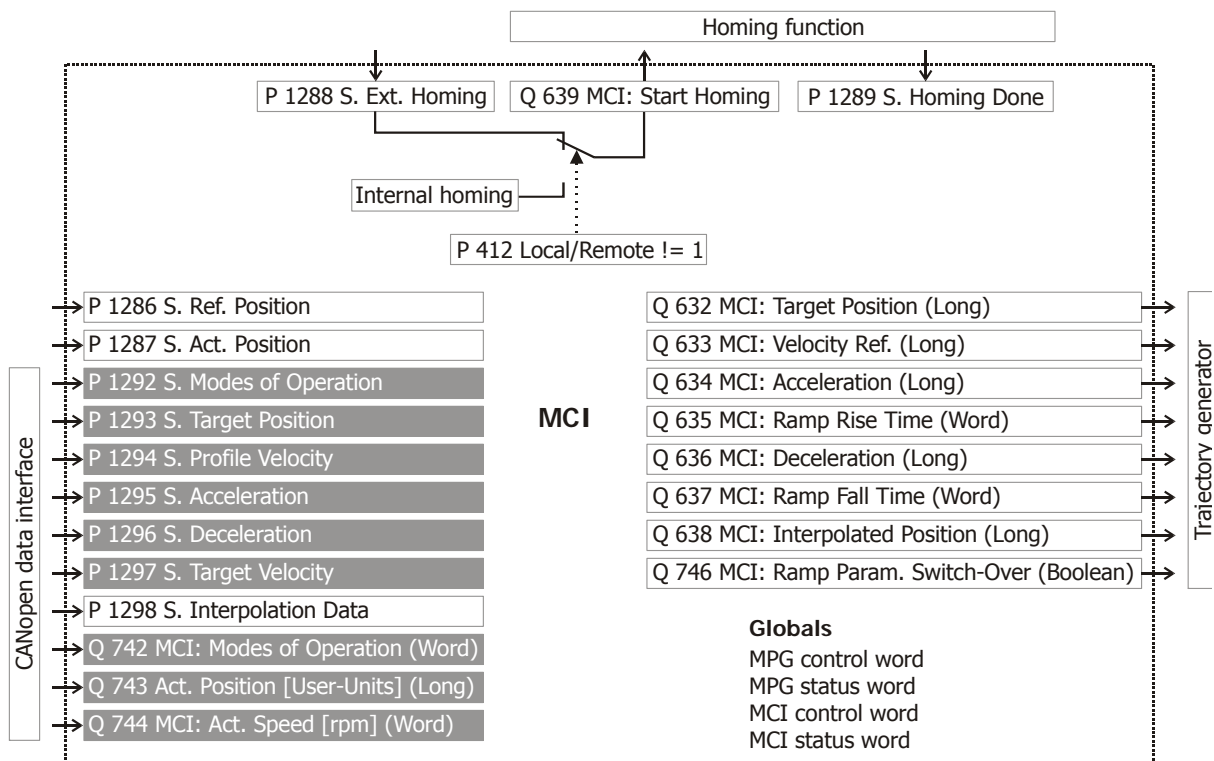 Homing function
P 1288 S. Ext. Homing
Q 639 MCI: Start Homing
P 1289 S. Homing Done
Internal homing
P 412 Local/Remote != 1
CANopen data interface
P 1286 S. Ref. Position
P 1287 S. Act. Position
P 1292 S. Modes of Operation
P 1293 S. Target Position
P 1294 S. Profile Velocity
P 1295 S. Acceleration
P 1296 S. Deceleration
P 1297 S. Target Velocity
P 1298 S. Interpolation Data
Q 742 MCI: Modes of Operation (Word)
Q 743 Act. Position [User-Units] (Long)
Q 744 MCI: Act. Speed [rpm] (Word)
MCI
Q 632 MCI: Target Position (Long)
Q 633 MCI: Velocity Ref. (Long)
Q 634 MCI: Acceleration (Long)
Q 635 MCI: Ramp Rise Time (Word)
Q 636 MCI: Deceleration (Long)
Q 637 MCI: Ramp Fall Time (Word)
Q 638 MCI: Interpolated Position (Long)
Q 746 MCI: Ramp Param. Switch-Over (Boolean)
Trajectory generator
Globals
MPG control word
MPG status word
MCI control word
MCI status word